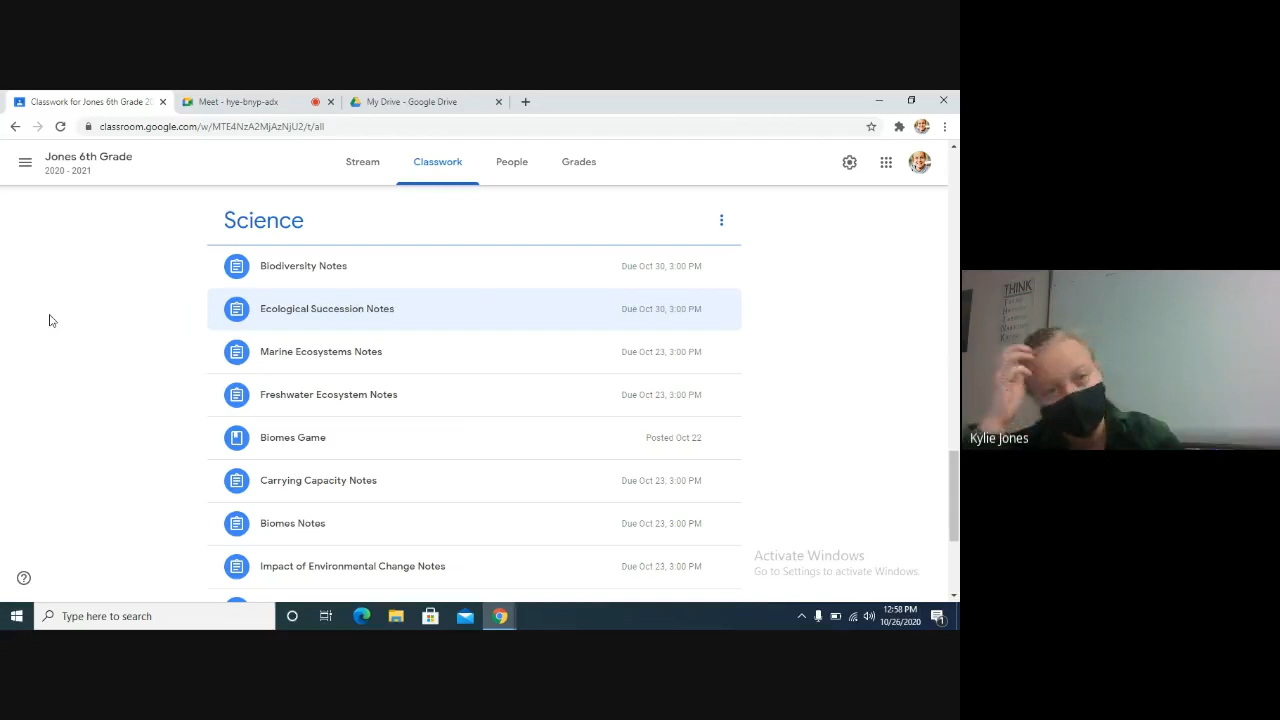 Classwork for Jones 6th Grade 20
Meet - hye-bnyp-adx
My Drive - Google Drive
classroom.google.com/w/MTE4NzA2MjAzNjU2/t/all
Jones 6th Grade
2020 - 2021
Stream
Classwork
People
Grades
Science
Biodiversity Notes
Due Oct 30, 3:00 PM
Ecological Succession Notes
Due Oct 30, 3:00 PM
Marine Ecosystems Notes
Due Oct 23, 3:00 PM
Freshwater Ecosystem Notes
Due Oct 23, 3:00 PM
Biomes Game
Posted Oct 22
Carrying Capacity Notes
Due Oct 23, 3:00 PM
Biomes Notes
Due Oct 23, 3:00 PM
Impact of Environmental Change Notes
Due Oct 23, 3:00 PM
Activate Windows
Go to Settings to activate Windows.
Type here to search
12:58 PM
10/26/2020
1
THINK
Kylie Jones